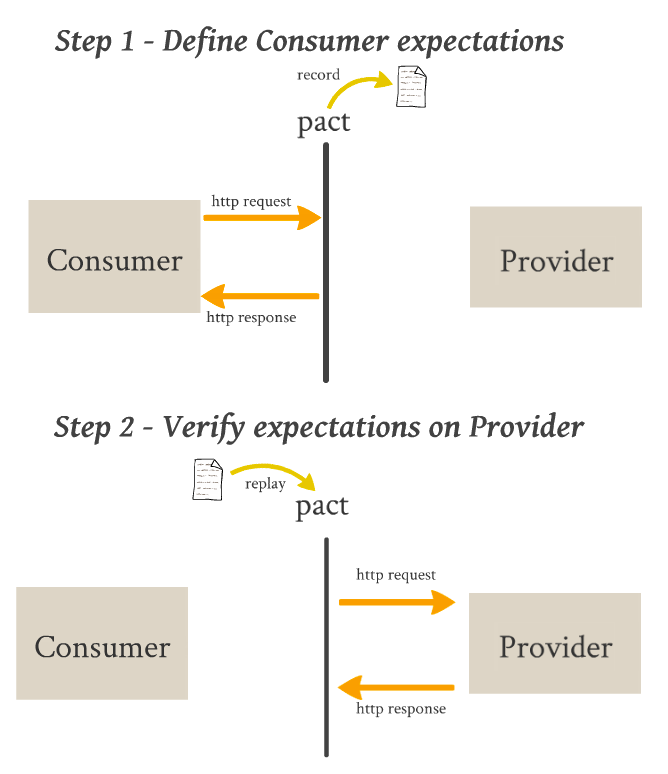 Step 1 - Define Consumer expectations
record
pact
http request
Consumer
Provider
http response
Step 2 - Verify expectations on Provider
replay
pact
http request
Consumer
Provider
http response